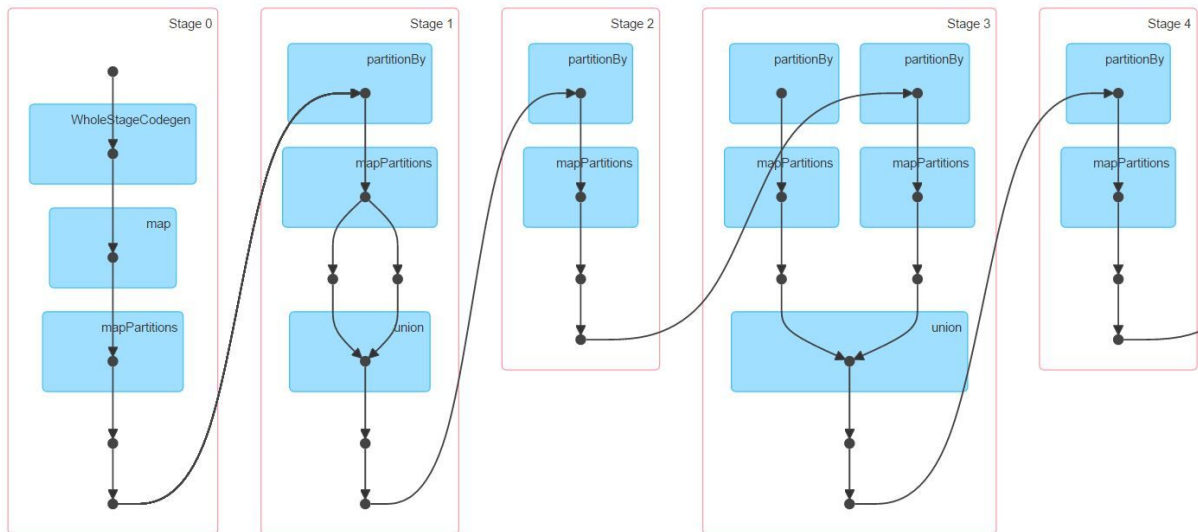 Stage 0
WholeStageCodegen
map
mapPartitions
Stage 1
partitionBy
mapPartitions
union
Stage 2
partitionBy
mapPartitions
Stage 3
partitionBy
partitionBy
mapPartitions
mapPartitions
union
Stage 4
partitionBy
mapPartitions